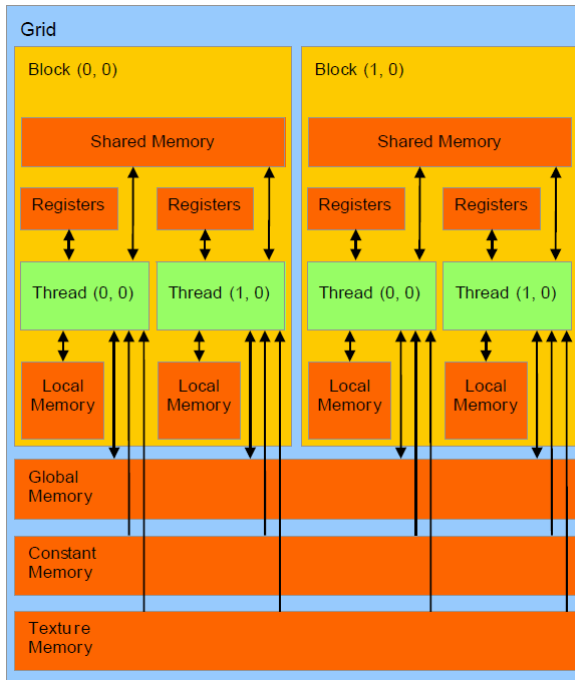 Grid
Block (0, 0)
Block (1, 0)
Shared Memory
Shared Memory
Registers
Registers
Registers
Registers
Thread (0, 0)
Thread (1, 0)
Thread (0, 0)
Thread (1, 0)
Local
Memory
Local
Memory
Local
Memory
Local
Memory
Global
Memory
Constant
Memory
Texture
Memory